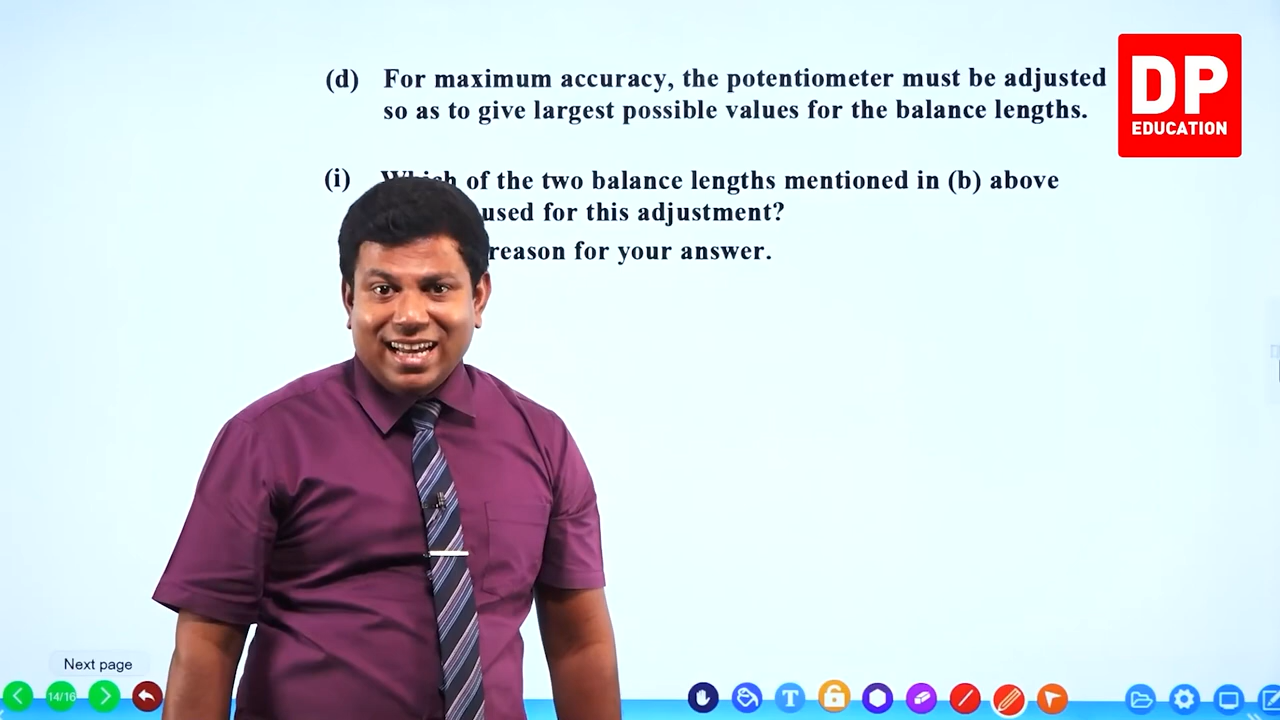 (d) For maximum accuracy, the potentiometer must be adjusted
so as to give largest possible values for the balance lengths.
(i) Which of the two balance lengths mentioned in (b) above
used for this adjustment?
reason for your answer.
DP
EDUCATION
Next page
14/16
T